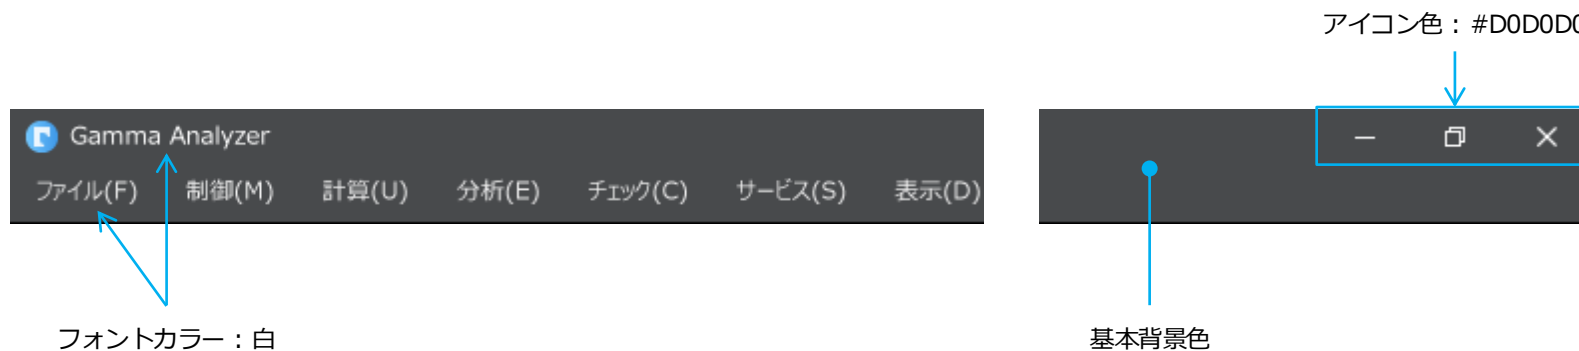 アイコン色：#D0D0D0
Gamma Analyzer
ファイル(F) 制御(M) 計算(U) 分析(E) チェック(C) サービス(S) 表示(D)
フォントカラー：白
基本背景色